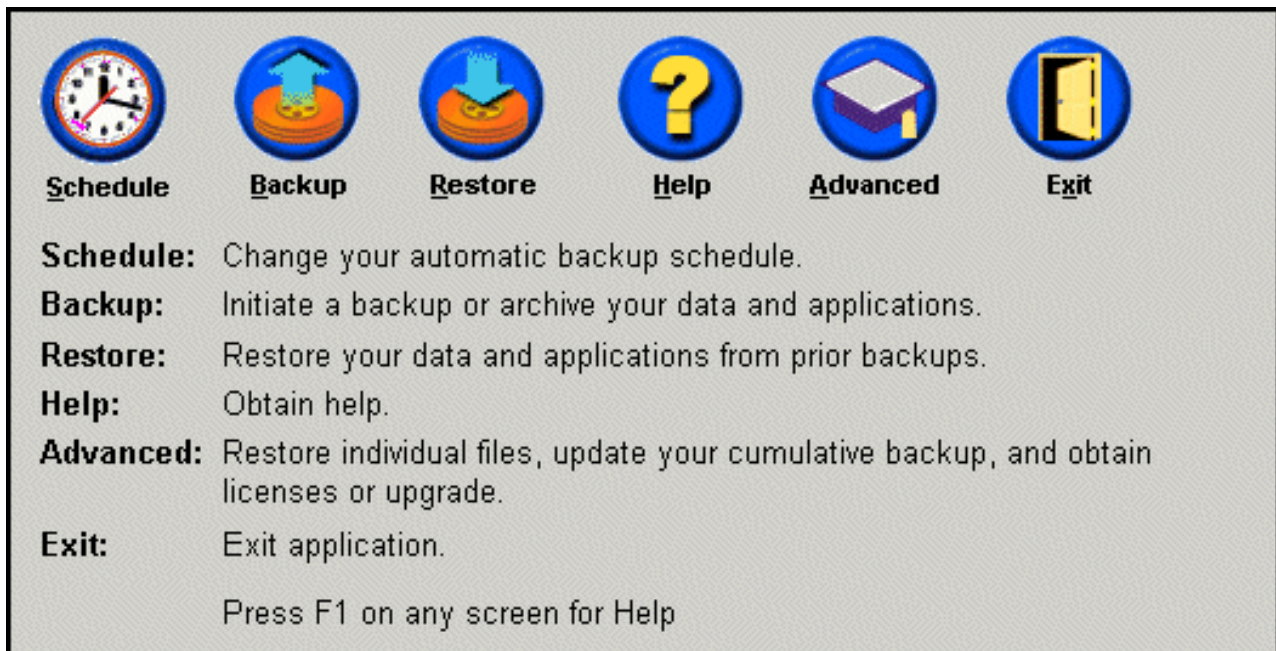 Schedule Backup Restore Help Advanced Exit
Schedule: Change your automatic backup schedule.
Backup: Initiate a backup or archive your data and applications.
Restore: Restore your data and applications from prior backups.
Help: Obtain help.
Advanced: Restore individual files, update your cumulative backup, and obtain
licenses or upgrade.
Exit: Exit application.
Press F1 on any screen for Help